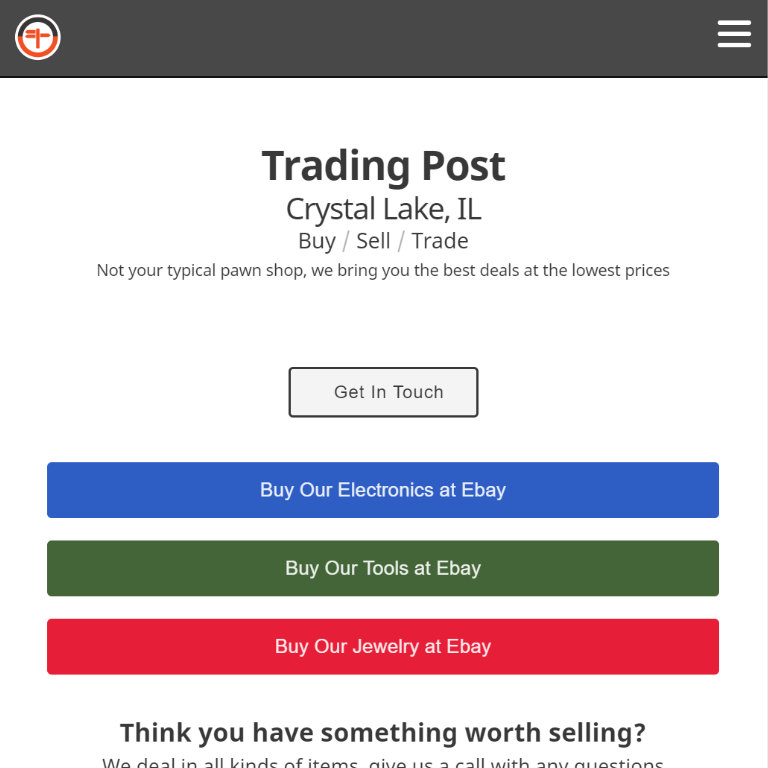 Trading Post
Crystal Lake, IL
Buy / Sell / Trade
Not your typical pawn shop, we bring you the best deals at the lowest prices
Get In Touch
Buy Our Electronics at Ebay
Buy Our Tools at Ebay
Buy Our Jewelry at Ebay
Think you have something worth selling?
We deal in all kinds of items, give us a call with any questions